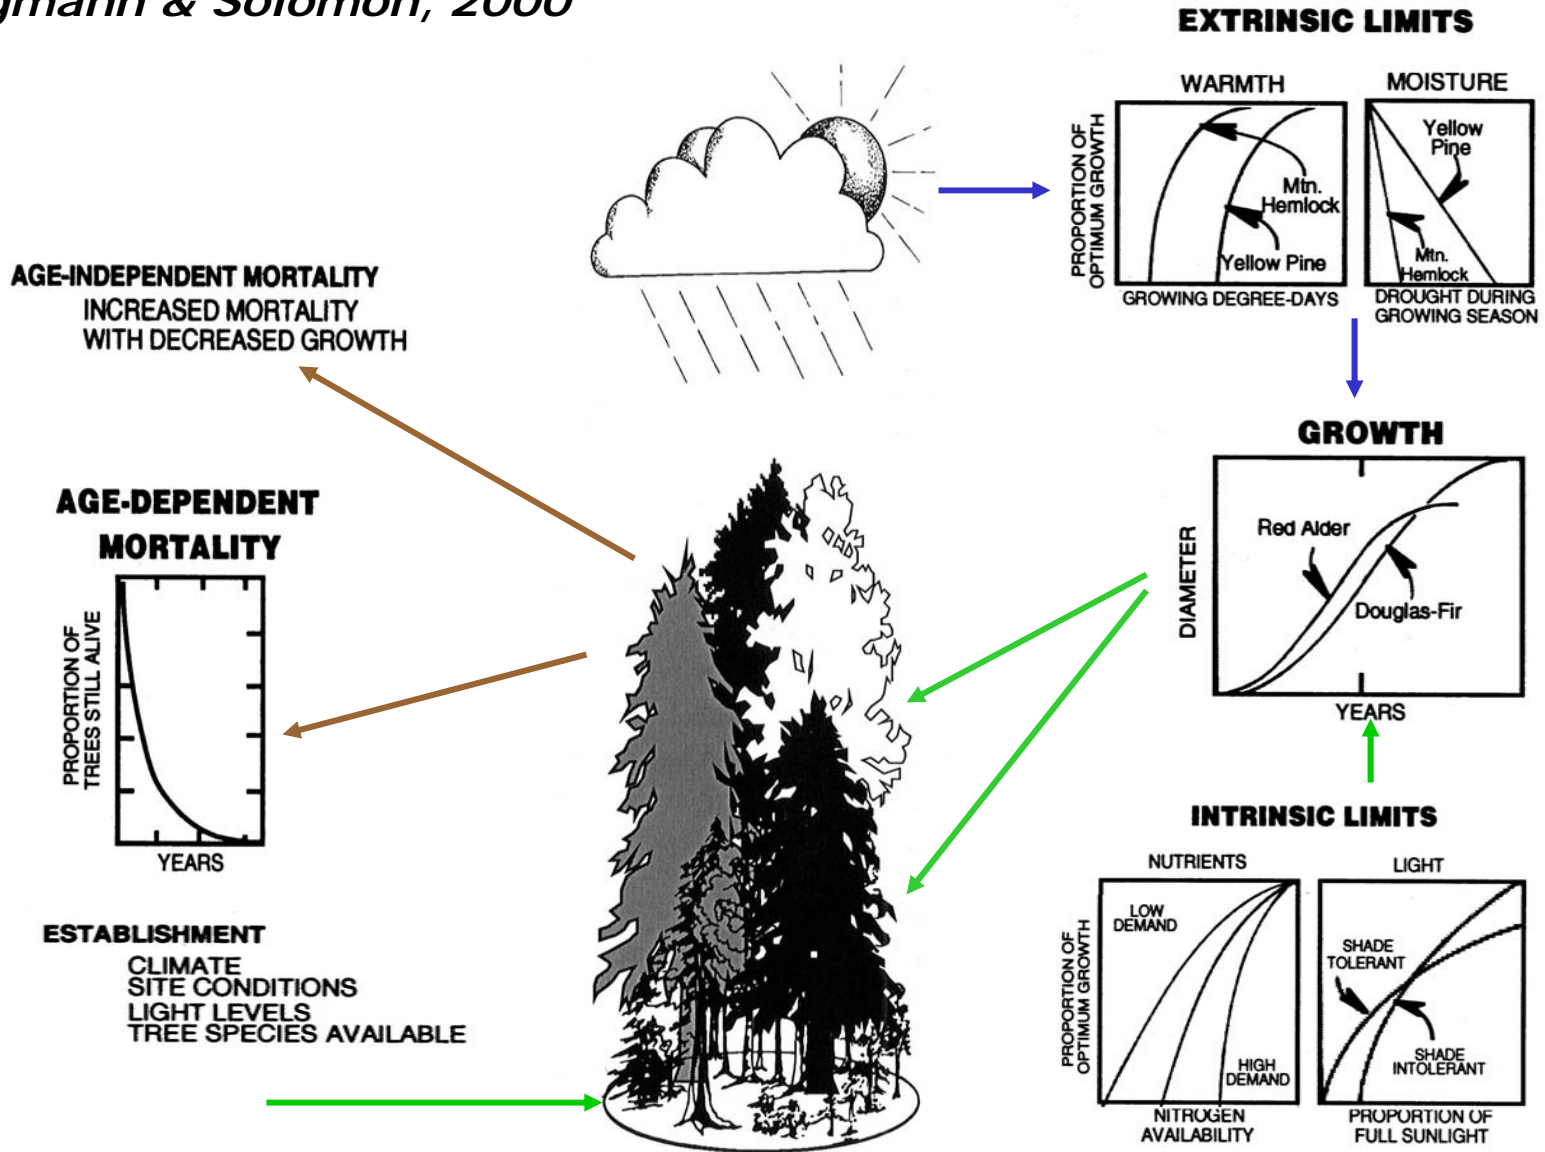 & Solomon, 2000
EXTRINSIC LIMITS
WARMTH
PROPORTION OF
OPTIMUM GROWTH
Mtn.
Hemlock
Yellow Pine
GROWING DEGREE-DAYS
MOISTURE
Yellow
Pine
Mtn.
Hemlock
DROUGHT DURING
GROWING SEASON
AGE-INDEPENDENT MORTALITY
INCREASED MORTALITY
WITH DECREASED GROWTH
GROWTH
DIAMETER
Red Alder
Douglas-Fir
YEARS
AGE-DEPENDENT
MORTALITY
PROPORTION OF
TREES STILL ALIVE
YEARS
INTRINSIC LIMITS
NUTRIENTS
PROPORTION OF
OPTIMUM GROWTH
LOW
DEMAND
HIGH
DEMAND
NITROGEN
AVAILABILITY
LIGHT
SHADE
TOLERANT
SHADE
INTOLERANT
PROPORTION OF
FULL SUNLIGHT
ESTABLISHMENT
CLIMATE
SITE CONDITIONS
LIGHT LEVELS
TREE SPECIES AVAILABLE